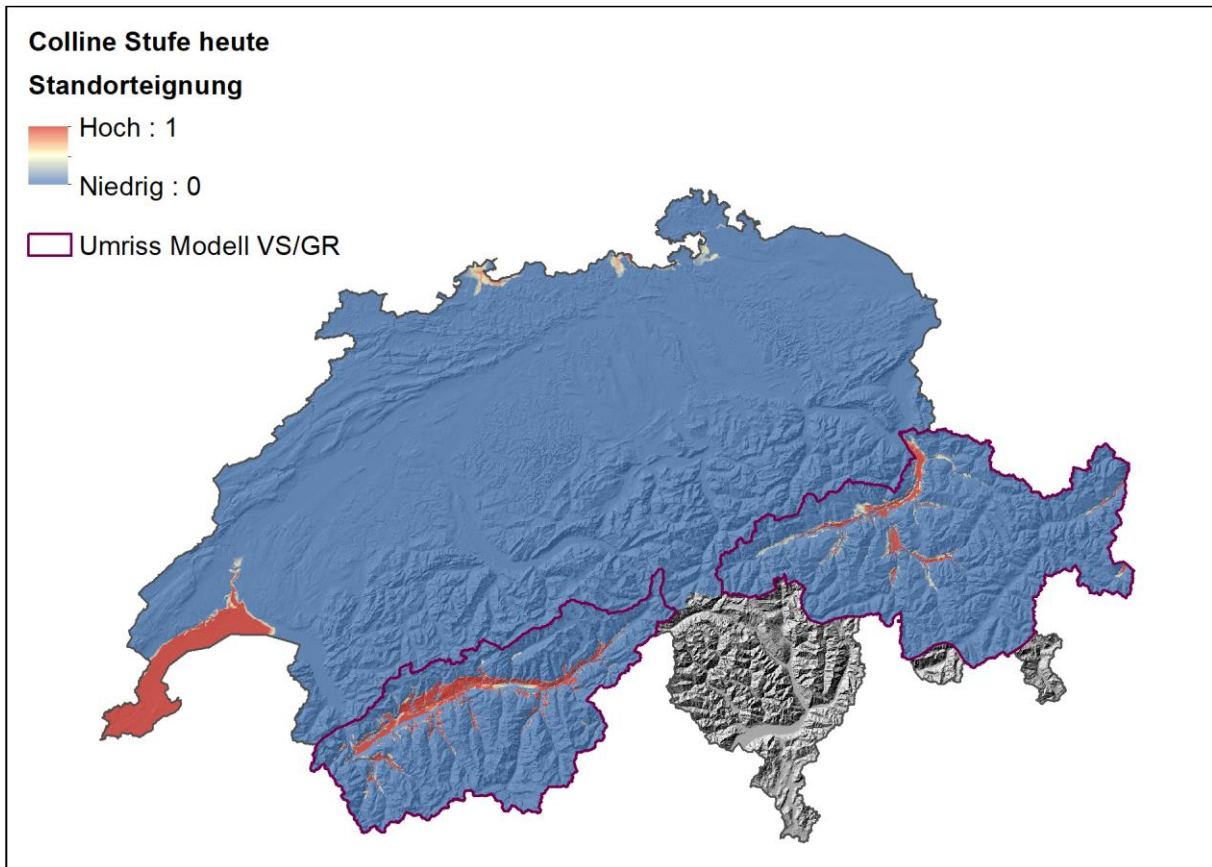 Colline Stufe heute
Standorteignung
Hoch : 1
Niedrig : 0
Umriss Modell VS/GR